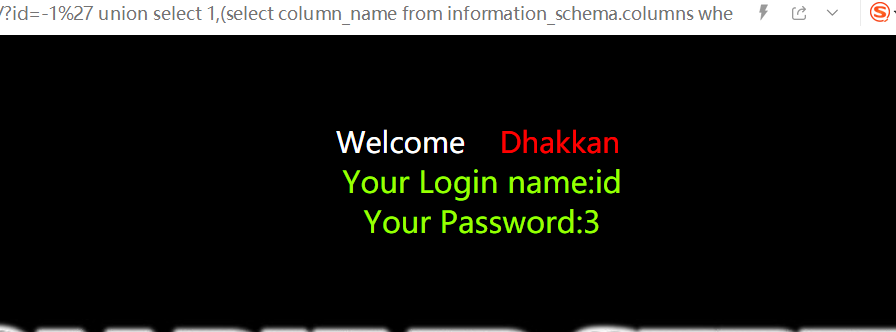 /?id=-1%27 union select 1,(select column_name from information_schema.columns whe
Welcome Dhakkan
Your Login name:id
Your Password:3